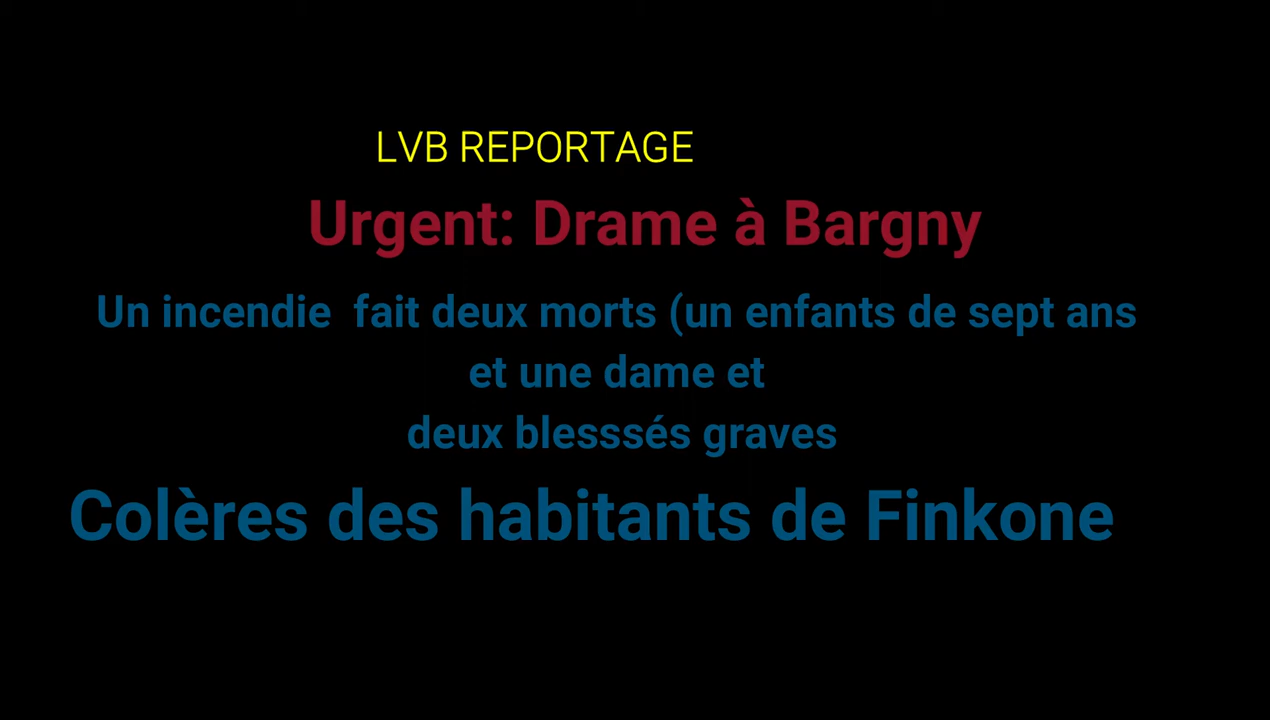 LVB REPORTAGE
Urgent: Drame à Bargny
Un incendie fait deux morts (un enfants de sept ans
et une dame et
deux blesssés graves
Colères des habitants de Finkone